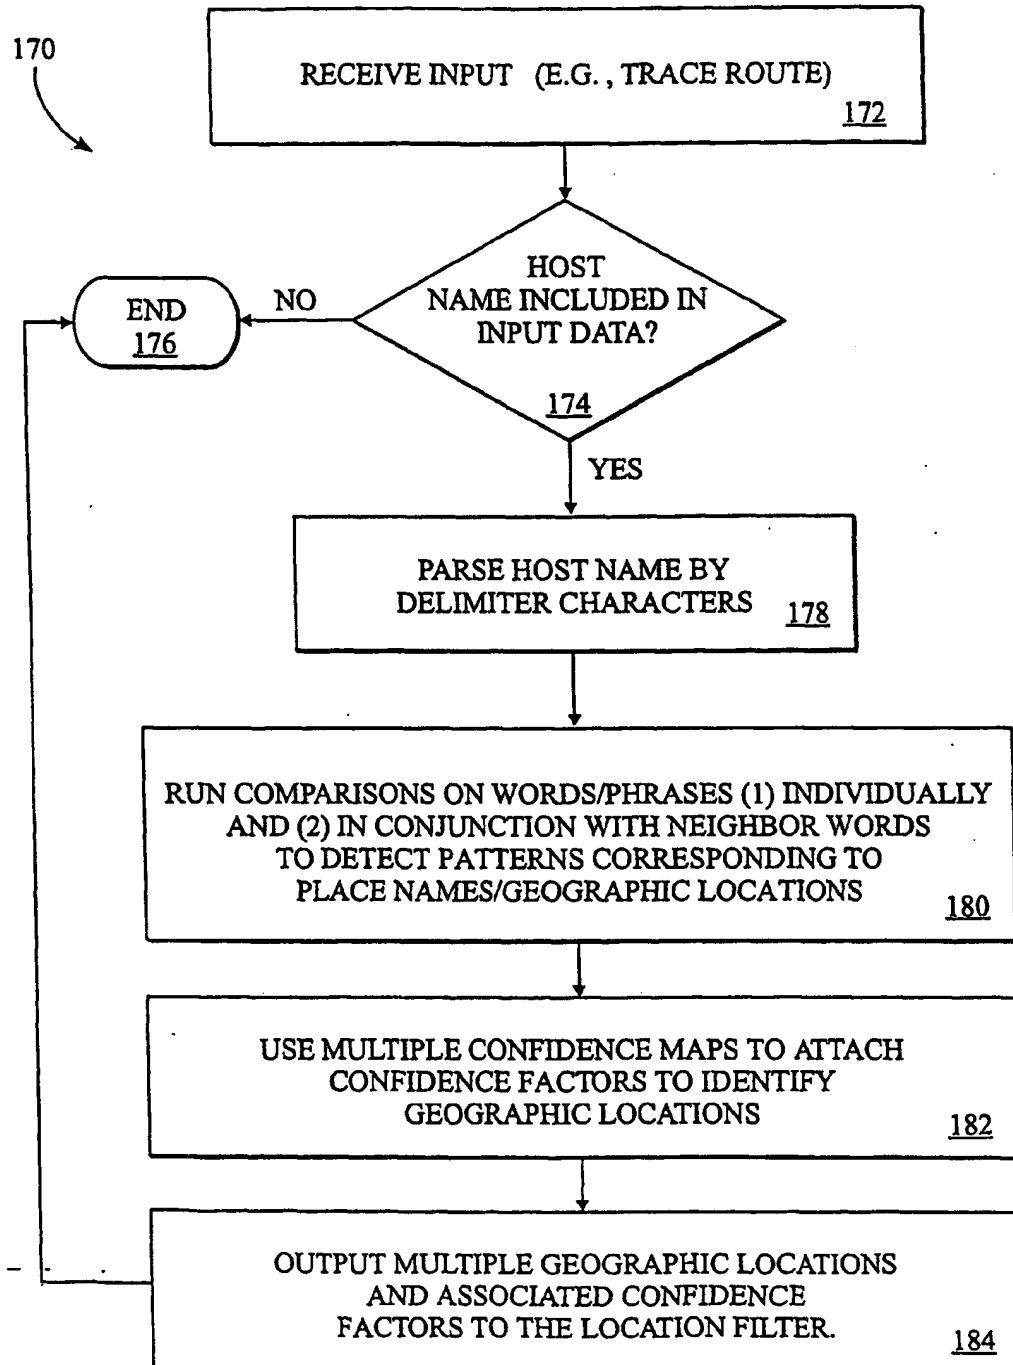 170
RECEIVE INPUT (E.G. , TRACE ROUTE)
172
HOST
NAME INCLUDED IN
INPUT DATA?
174
NO
END
176
YES
PARSE HOST NAME BY
DELIMITER CHARACTERS
178
RUN COMPARISONS ON WORDS/PHRASES (1) INDIVIDUALLY
AND (2) IN CONJUNCTION WITH NEIGHBOR WORDS
TO DETECT PATTERNS CORRESPONDING TO
PLACE NAMES/GEOGRAPHIC LOCATIONS
180
USE MULTIPLE CONFIDENCE MAPS TO ATTACH
CONFIDENCE FACTORS TO IDENTIFY
GEOGRAPHIC LOCATIONS
182
OUTPUT MULTIPLE GEOGRAPHIC LOCATIONS
AND ASSOCIATED CONFIDENCE
FACTORS TO THE LOCATION FILTER.
184